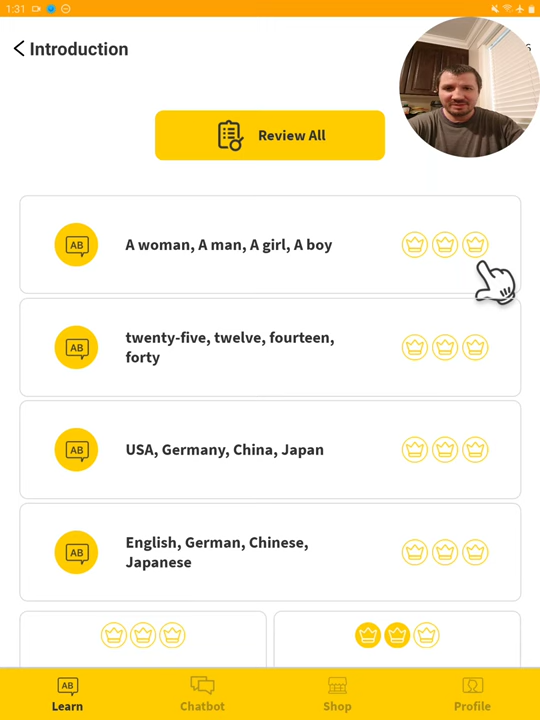 1:31
Introduction
Review All
AB
A woman, A man, A girl, A boy
AB
twenty-five, twelve, fourteen,
forty
AB
USA, Germany, China, Japan
AB
English, German, Chinese,
Japanese
AB
Learn
Chatbot
Shop
Profile